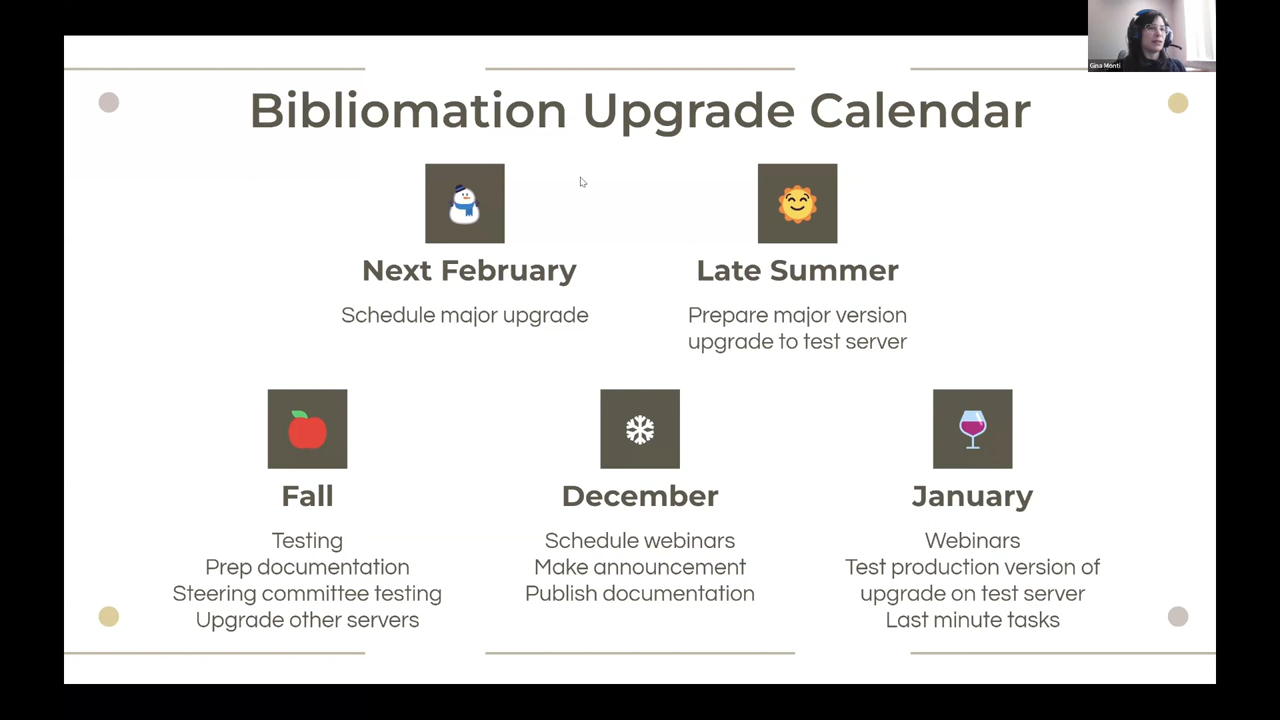 Gina Monti
Bibliomation Upgrade Calendar
Next February
Schedule major upgrade
Late Summer
Prepare major version
upgrade to test server
Fall
Testing
Prep documentation
Steering committee testing
Upgrade other servers
December
Schedule webinars
Make announcement
Publish documentation
January
Webinars
Test production version of
upgrade on test server
Last minute tasks